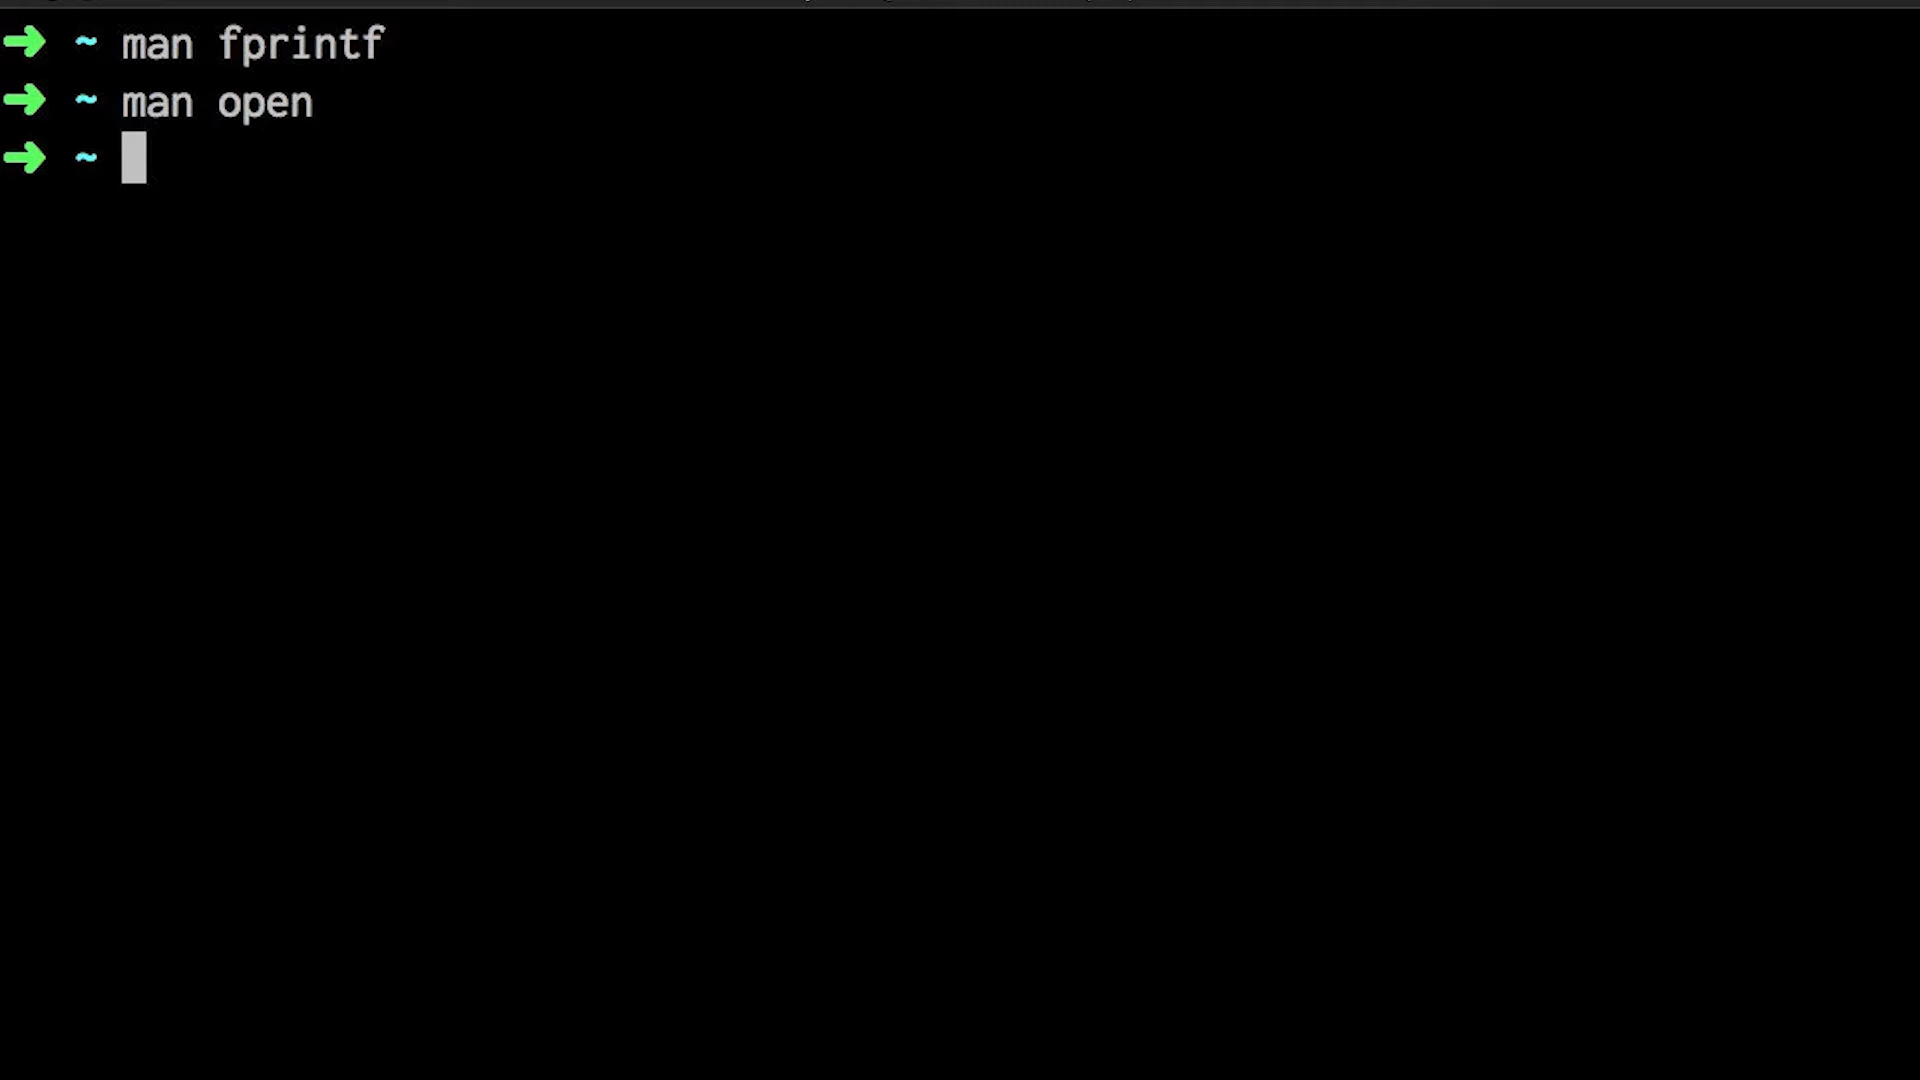 ➜ ~ man fprintf
➜ ~ man open
➜ ~